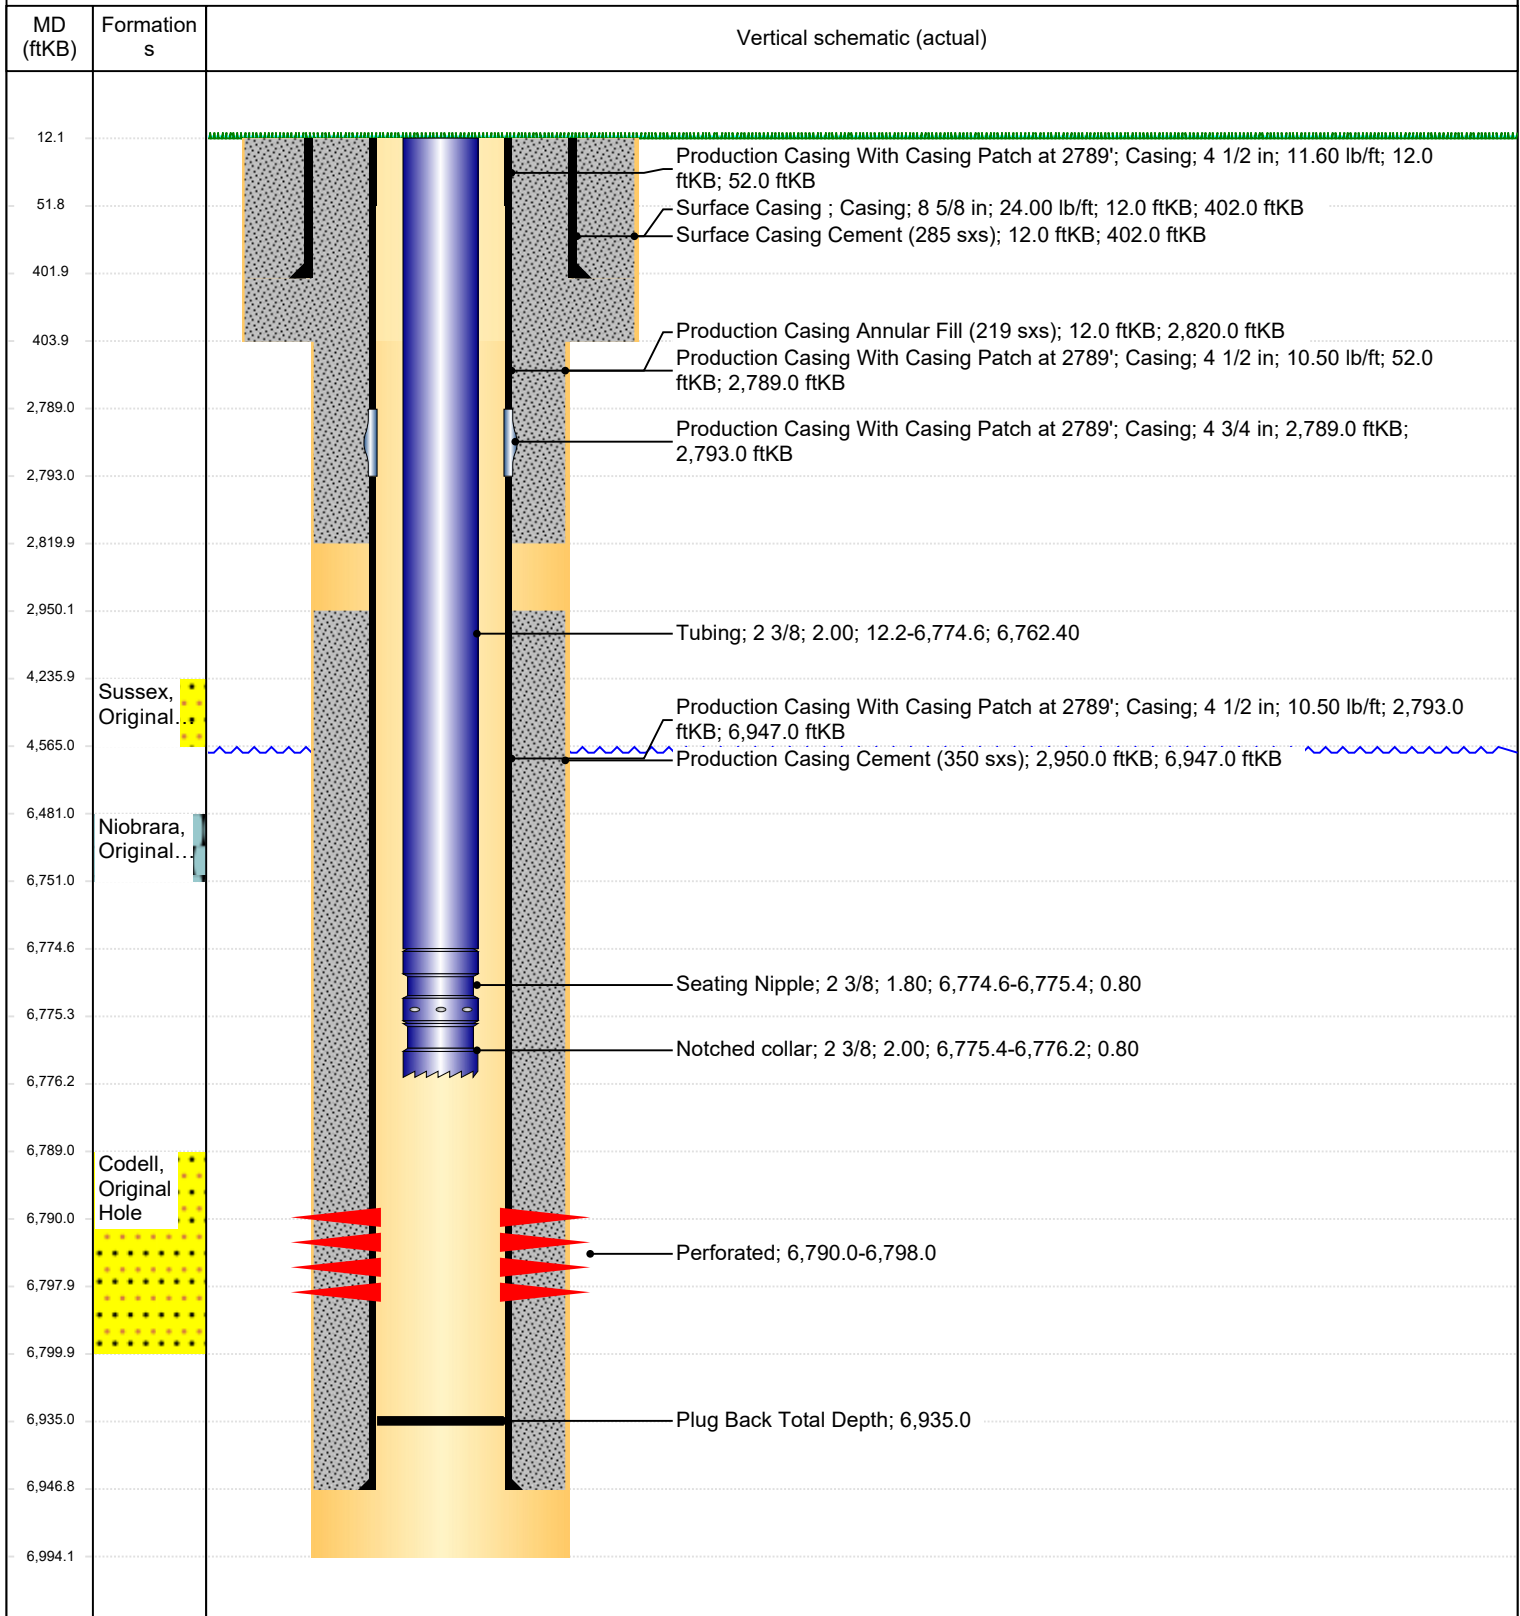 MD
(ftKB)
Formation
s
Vertical schematic (actual)
12.1
Production Casing With Casing Patch at 2789'; Casing; 4 1/2 in; 11.60 lb/ft; 12.0
ftKB; 52.0 ftKB
51.8
Surface Casing ; Casing; 8 5/8 in; 24.00 lb/ft; 12.0 ftKB; 402.0 ftKB
Surface Casing Cement (285 sxs); 12.0 ftKB; 402.0 ftKB
401.9
Production Casing Annular Fill (219 sxs); 12.0 ftKB; 2,820.0 ftKB
403.9
Production Casing With Casing Patch at 2789'; Casing; 4 1/2 in; 10.50 lb/ft; 52.0
ftKB; 2,789.0 ftKB
2,789.0
Production Casing With Casing Patch at 2789'; Casing; 4 3/4 in; 2,789.0 ftKB;
2,793.0 ftKB
2,793.0
2,819.9
2,950.1
Tubing; 2 3/8; 2.00; 12.2-6,774.6; 6,762.40
4,235.9
Sussex,
Original...
Production Casing With Casing Patch at 2789'; Casing; 4 1/2 in; 10.50 lb/ft; 2,793.0
ftKB; 6,947.0 ftKB
4,565.0
Production Casing Cement (350 sxs); 2,950.0 ftKB; 6,947.0 ftKB
6,481.0
Niobrara,
Original...
6,751.0
6,774.6
Seating Nipple; 2 3/8; 1.80; 6,774.6-6,775.4; 0.80
6,775.3
Notched collar; 2 3/8; 2.00; 6,775.4-6,776.2; 0.80
6,776.2
6,789.0
Codell,
Original
Hole
6,790.0
Perforated; 6,790.0-6,798.0
6,797.9
6,799.9
6,935.0
Plug Back Total Depth; 6,935.0
6,946.8
6,994.1